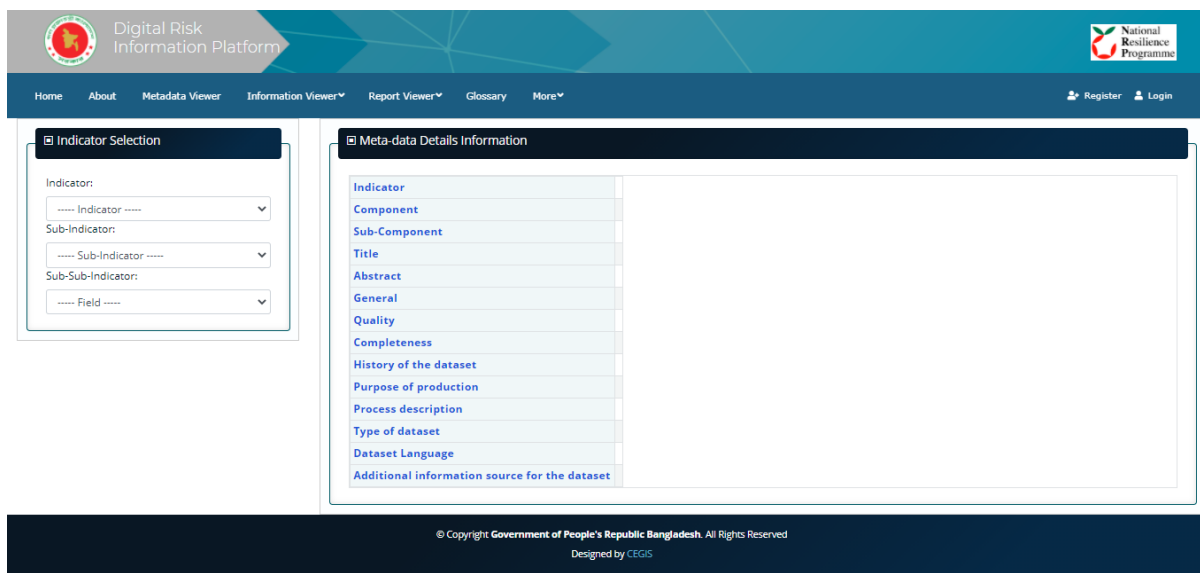 Digital Risk
Information Platform
National
Resilience
Programme
Home About Metadata Viewer Information Viewer Report Viewer Glossary More Register Login
Indicator Selection
Indicator:
----- Indicator -----
Sub-Indicator:
----- Sub-Indicator -----
Sub-Sub-Indicator:
----- Field -----
Meta-data Details Information
Indicator
Component
Sub-Component
Title
Abstract
General
Quality
Completeness
History of the dataset
Purpose of production
Process description
Type of dataset
Dataset Language
Additional information source for the dataset
© Copyright Government of People's Republic Bangladesh. All Rights Reserved
Designed by CEGIS